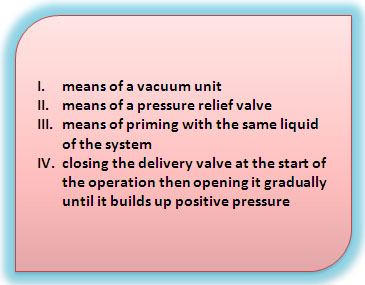 I. means of a vacuum unit
II. means of a pressure relief valve
III. means of priming with the same liquid
of the system
IV. closing the delivery valve at the start of
the operation then opening it gradually
until it builds up positive pressure